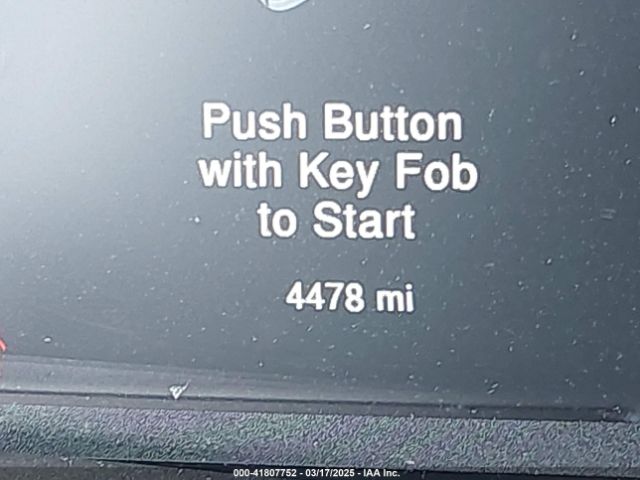 Push Button
with Key Fob
to Start
4478 mi
000-41807752 - 03/17/2025 - IAA Inc.